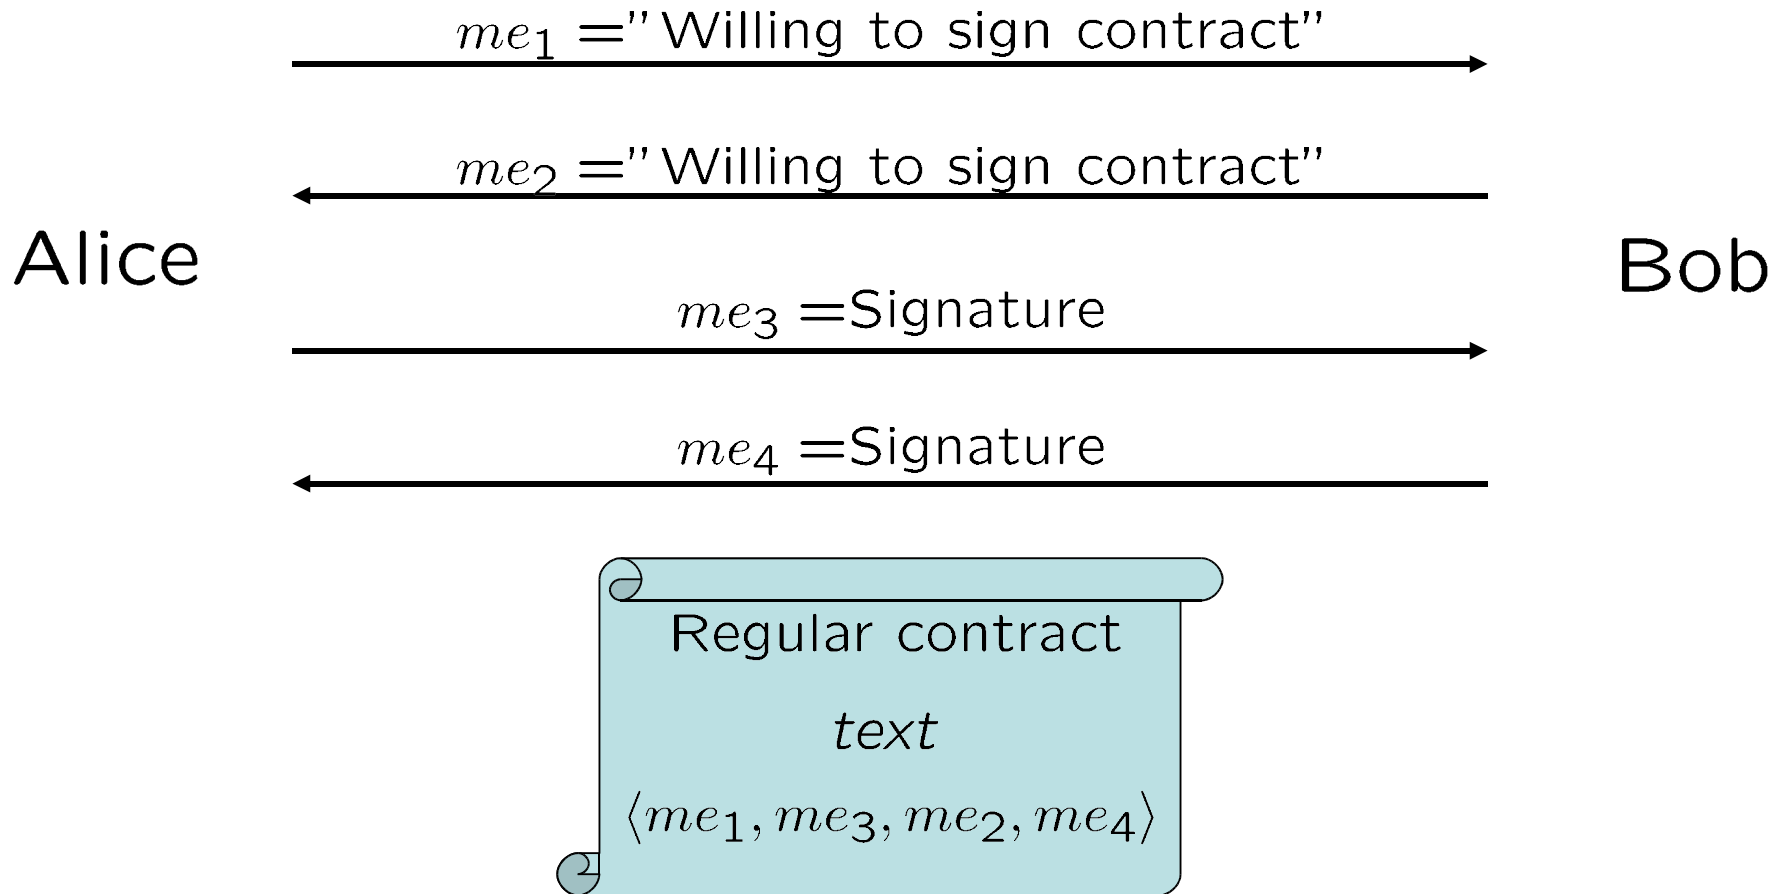 me₁ =”Willing to sign contract”
me₂ =”Willing to sign contract”
Alice
Bob
me₃ =Signature
me₄ =Signature
Regular contract
text
⟨me₁, me₃, me₂, me₄⟩